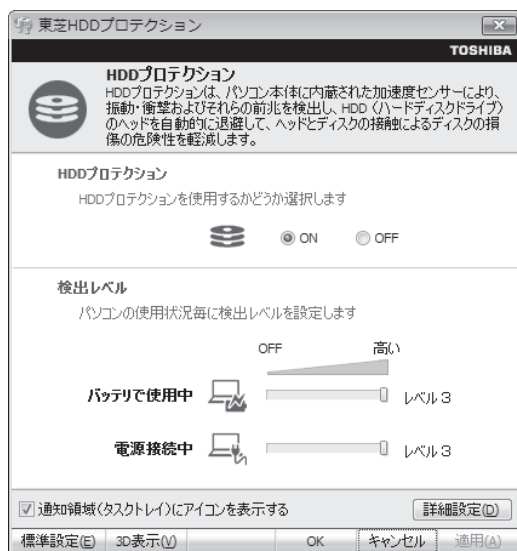 東芝HDDプロテクション
TOSHIBA
HDDプロテクション
HDDプロテクションは、パソコン本体に内蔵された加速度センサーにより、
振動・衝撃およびそれらの前兆を検出し、HDD（ハードディスクドライブ）
のヘッドを自動的に退避して、ヘッドとディスクの接触によるディスクの損
傷の危険性を軽減します。
HDDプロテクション
HDDプロテクションを使用するかどうか選択します
ON OFF
検出レベル
パソコンの使用状況毎に検出レベルを設定します
OFF 高い
バッテリで使用中 レベル 3
電源接続中 レベル 3
通知領域(タスクトレイ)にアイコンを表示する 詳細設定(D)
標準設定(E) 3D表示(V) OK キャンセル 適用(A)